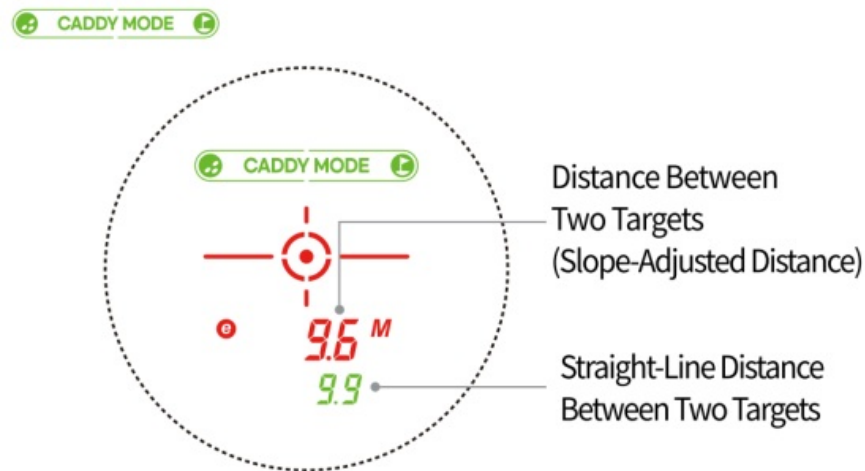 CADDY MODE
CADDY MODE
Distance Between
Two Targets
(Slope-Adjusted Distance)
e 9.6 M
9.9
Straight-Line Distance
Between Two Targets